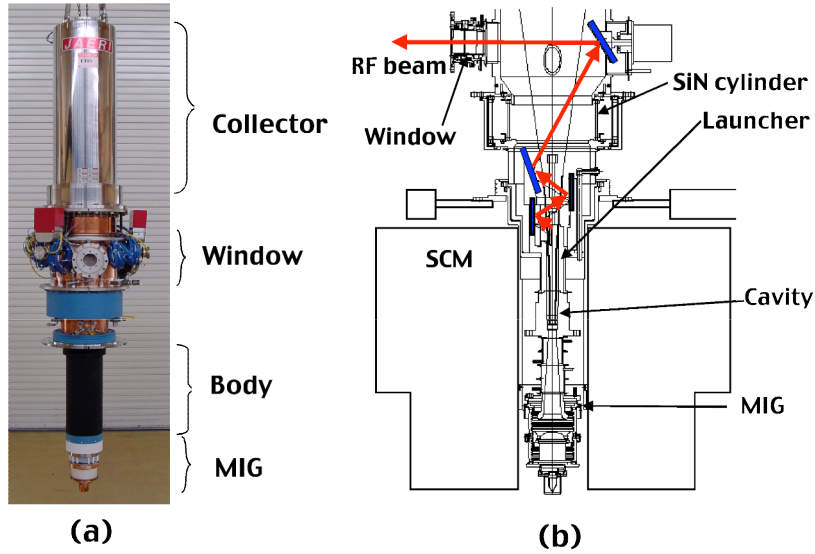 JAERI
Collector
Window
Body
MIG
(a)
RF beam
Window
SiN cylinder
Launcher
SCM
Cavity
MIG
(b)